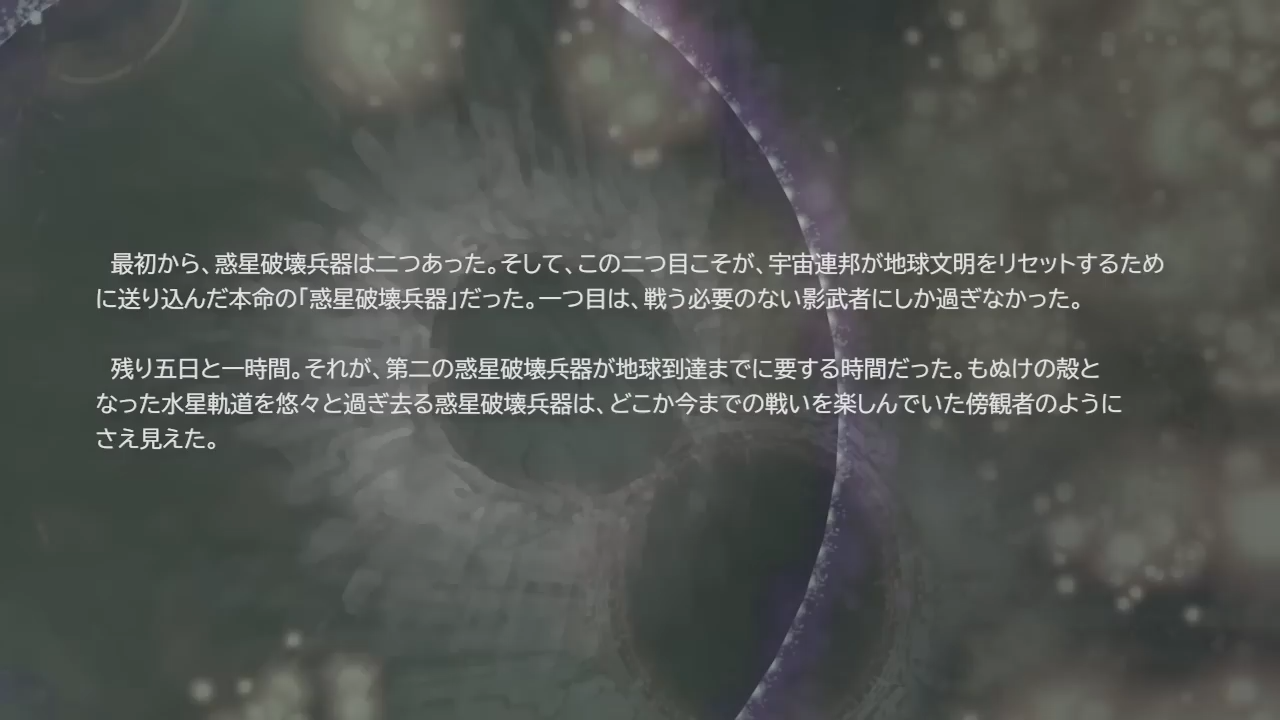 最初から、惑星破壊兵器は二つあった。そして、この二つ目こそが、宇宙連邦が地球文明をリセットするため
に送り込んだ本命の「惑星破壊兵器」だった。一つ目は、戦う必要のない影武者にしか過ぎなかった。
残り五日と一時間。それが、第二の惑星破壊兵器が地球到達までに要する時間だった。もぬけの殻と
なった水星軌道を悠々と過ぎ去る惑星破壊兵器は、どこか今までの戦いを楽しんでいた傍観者のように
さえ見えた。